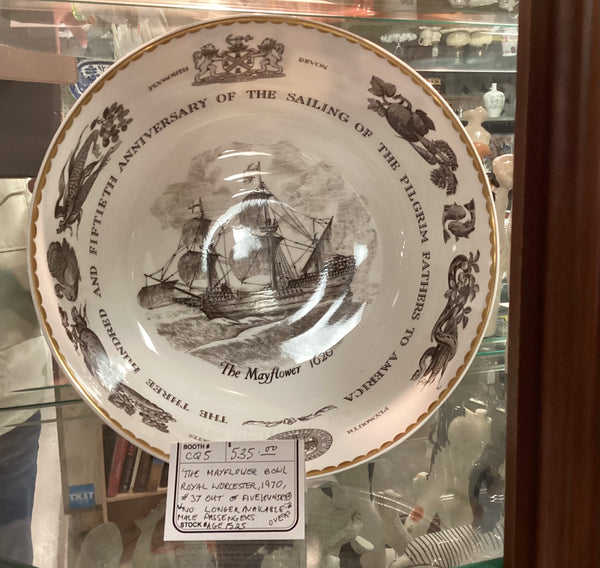 PLYMOUTH DEVON
THE THREE HUNDRED AND FIFTIETH ANNIVERSARY OF THE SAILING OF THE PILGRIM FATHERS TO AMERICA
The Mayflower 1620
PLYMOUTH
BOOTH #
CQ5
$ 535.00
"THE MAYFLOWER BOWL
ROYAL WORCESTER, 1970,
#37 OUT OF FIVE HUNDRED
"NO LONGER AVAILABLE"
MALE PASSENGERS
STOCK # AGE 1525
OVER